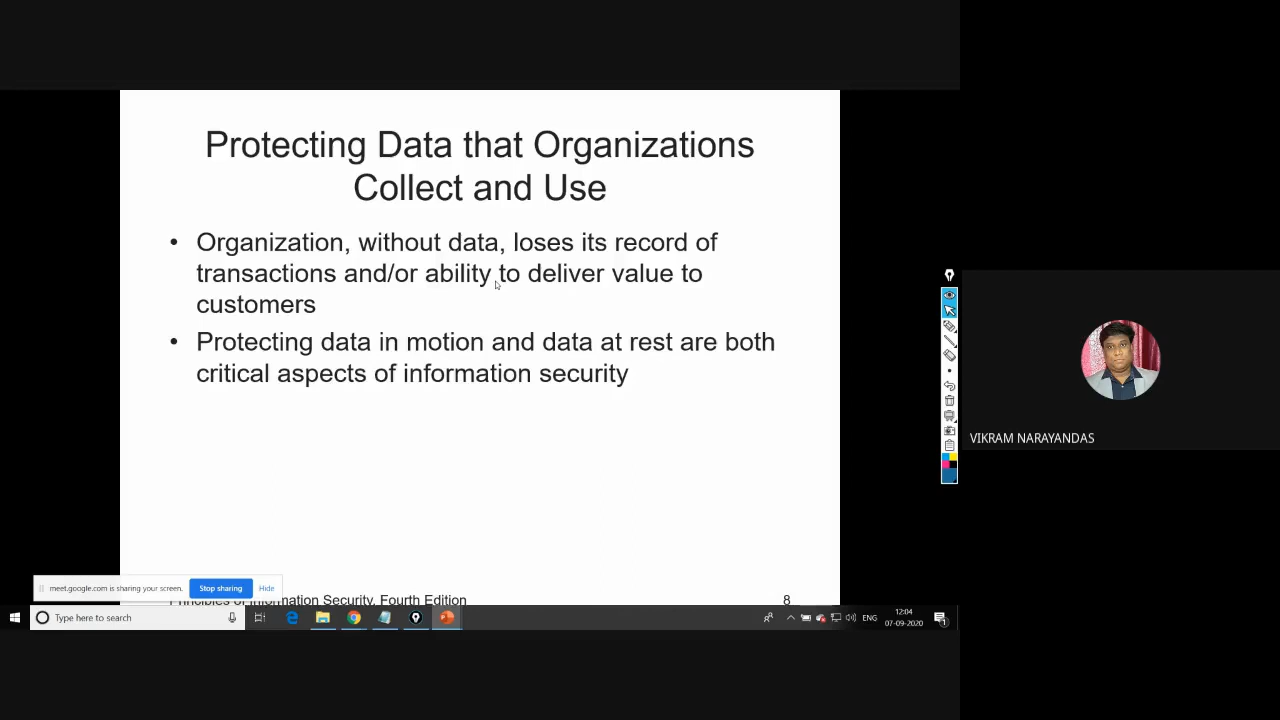 Protecting Data that Organizations
Collect and Use
• Organization, without data, loses its record of
transactions and/or ability to deliver value to
customers
• Protecting data in motion and data at rest are both
critical aspects of information security
VIKRAM NARAYANDAS
meet.google.com is sharing your screen.
Stop sharing
Hide
Principles of Information Security, Fourth Edition
8
Type here to search
ENG
12:04
07-09-2020
1